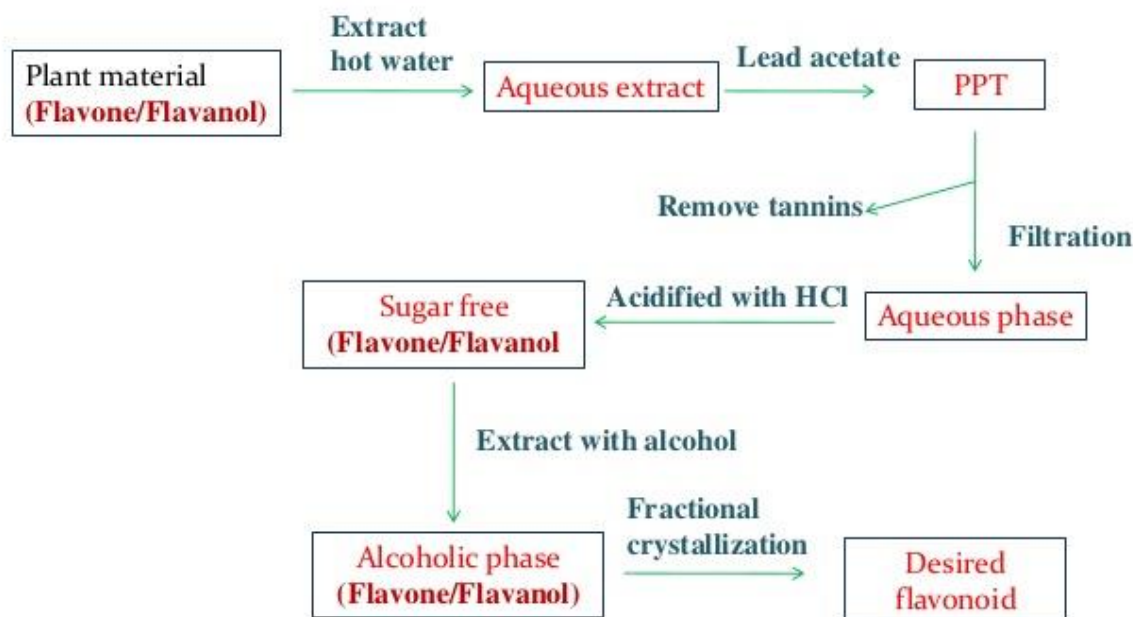 Plant material
(Flavone/Flavanol)
Extract
hot water
Aqueous extract
Lead acetate
PPT
Remove tannins
Filtration
Aqueous phase
Acidified with HCl
Sugar free
(Flavone/Flavanol
Extract with alcohol
Alcoholic phase
(Flavone/Flavanol)
Fractional
crystallization
Desired
flavonoid